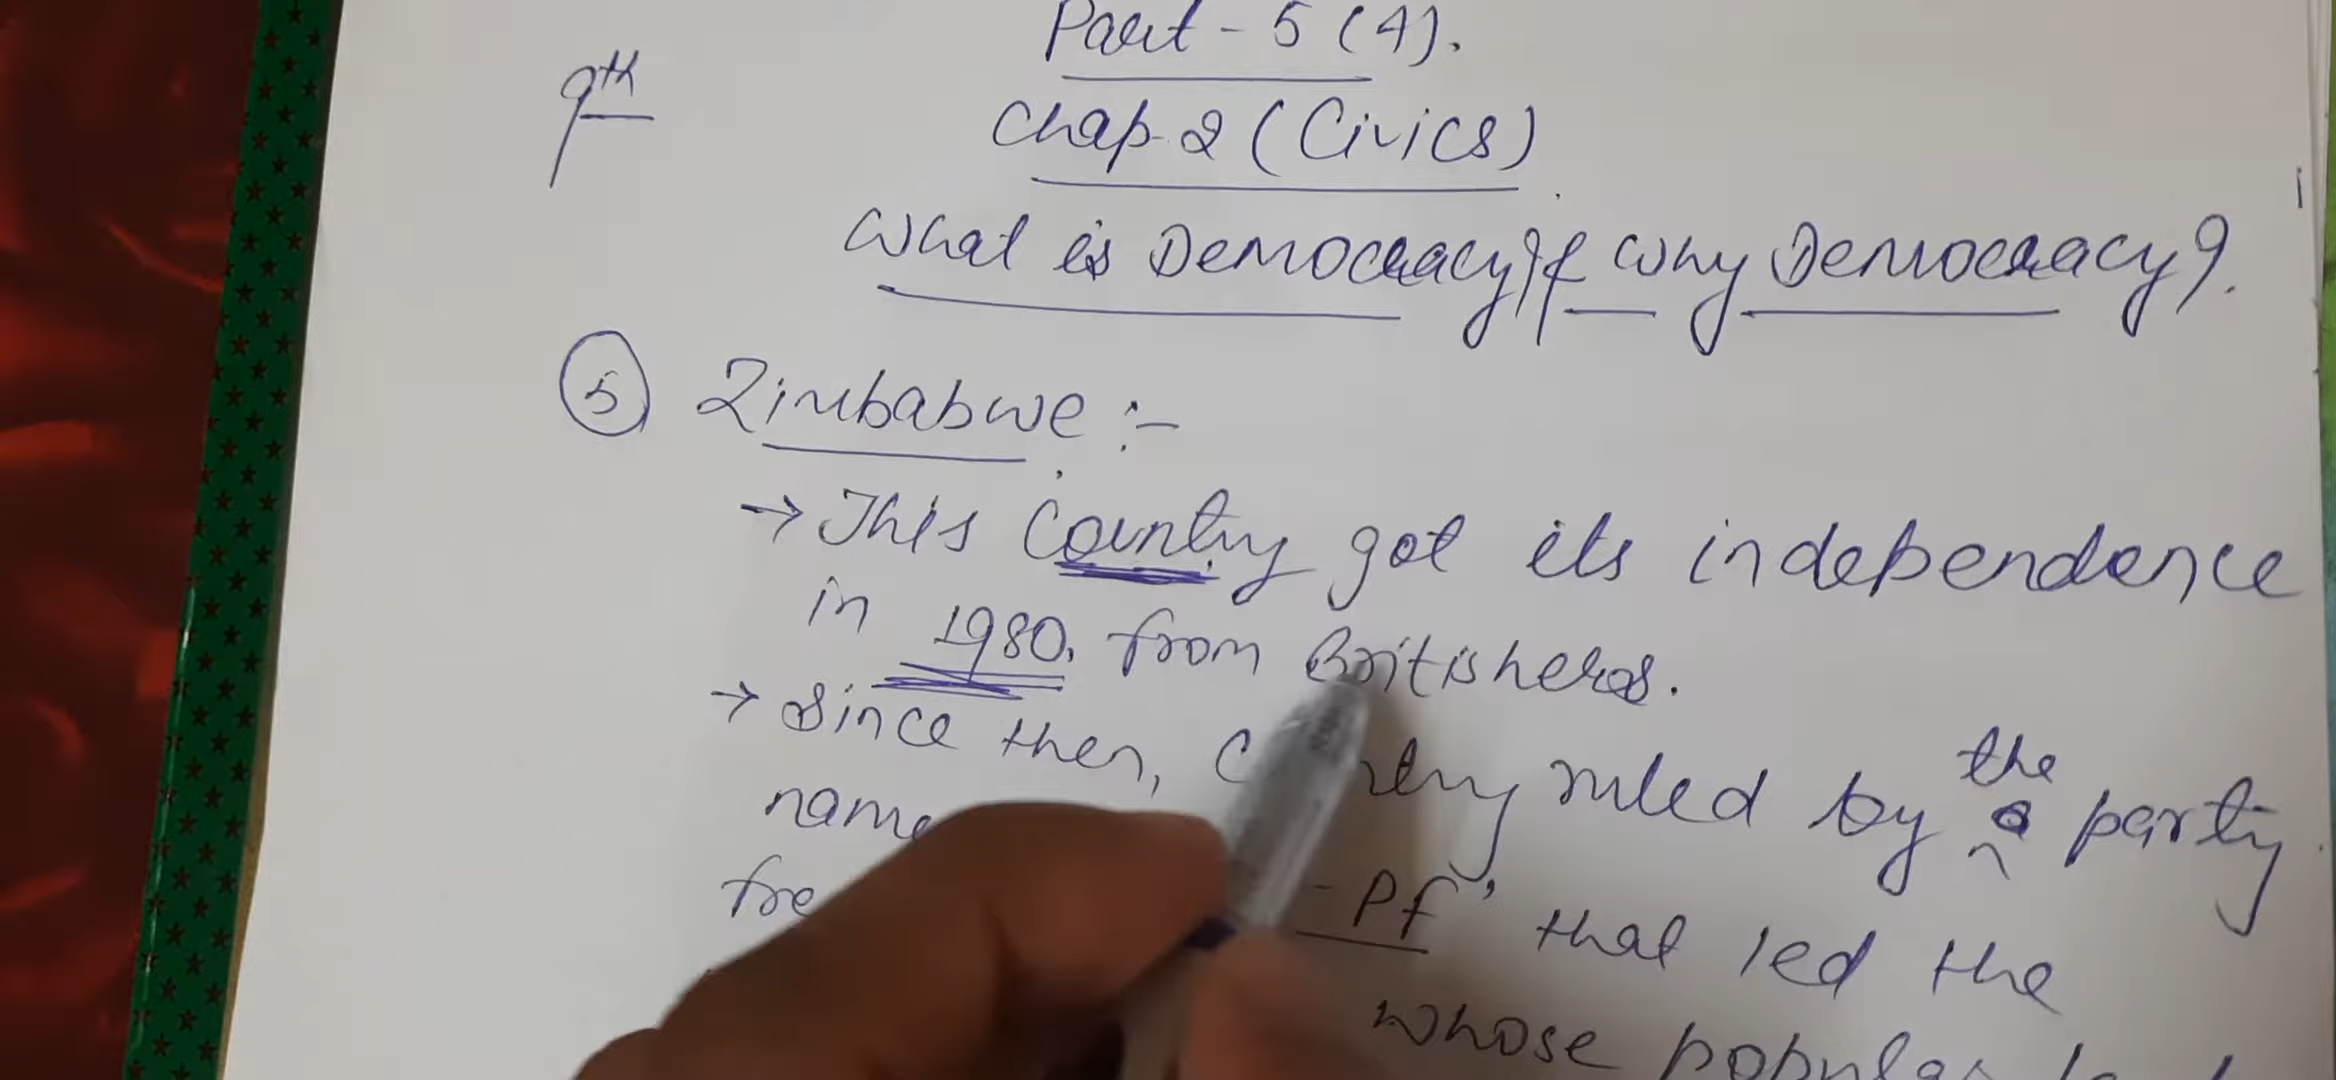 Part - 5 (4).
9th
Chap-2 (Civics)
What is Democracy? & Why Democracy?
5 Zimbabwe :-
→ This Country got its independence
in 1980. from Britishers.
→ Since then, ruled by the party
- Pf' that led the
whose popular